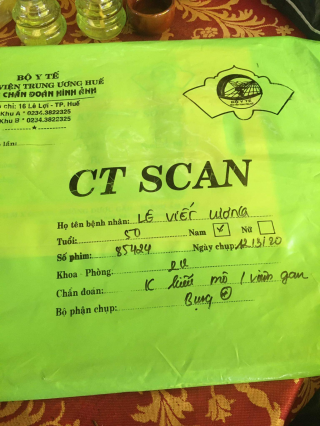 BỘ Y TẾ
VIỆN TRUNG ƯƠNG HUẾ
CHẨN ĐOÁN HÌNH ẢNH
chỉ: 16 Lê Lợi - TP. Huế
Khu A * 0234.3822325
Khu B * 0234.3822325
BỘ Y TẾ
CT SCAN
Họ tên bệnh nhân: LÊ VIẾT
Tuổi: 50 Nam ✓ Nữ
Số phim: 85424 Ngày chụp: 12/3/20
Khoa - Phòng:
Chẩn đoán: K biểu mô / viêm gan
Bộ phận chụp: Bụng